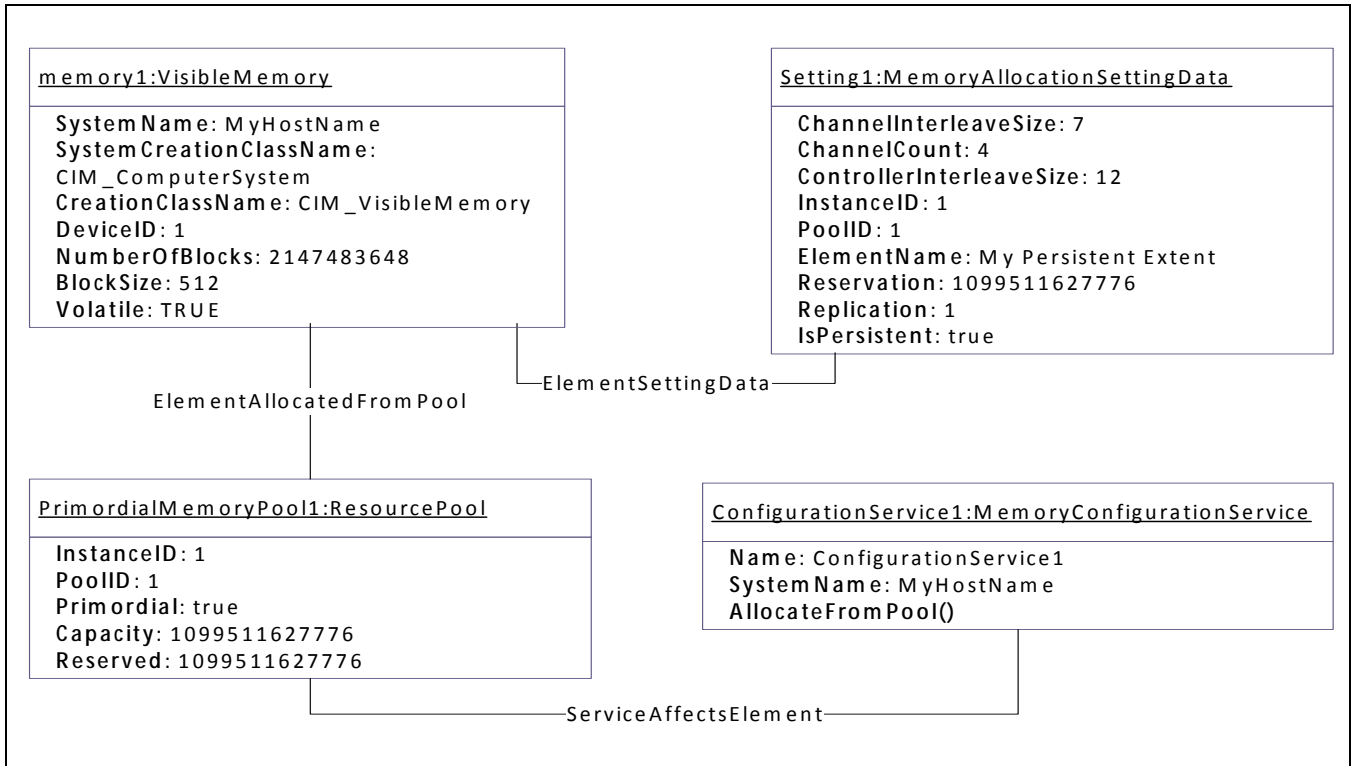 memory1:VisibleMemory
SystemName: MyHostName
SystemCreationClassName:
CIM_ComputerSystem
CreationClassName: CIM_VisibleMemory
DeviceID: 1
NumberOfBlocks: 2147483648
BlockSize: 512
Volatile: TRUE
Setting1:MemoryAllocationSettingData
ChannelInterleaveSize: 7
ChannelCount: 4
ControllerInterleaveSize: 12
InstanceID: 1
PoolID: 1
ElementName: My Persistent Extent
Reservation: 1099511627776
Replication: 1
IsPersistent: true
ElementSettingData
ElementAllocatedFromPool
PrimordialMemoryPool1:ResourcePool
InstanceID: 1
PoolID: 1
Primordial: true
Capacity: 1099511627776
Reserved: 1099511627776
ConfigurationService1:MemoryConfigurationService
Name: ConfigurationService1
SystemName: MyHostName
AllocateFromPool()
ServiceAffectsElement